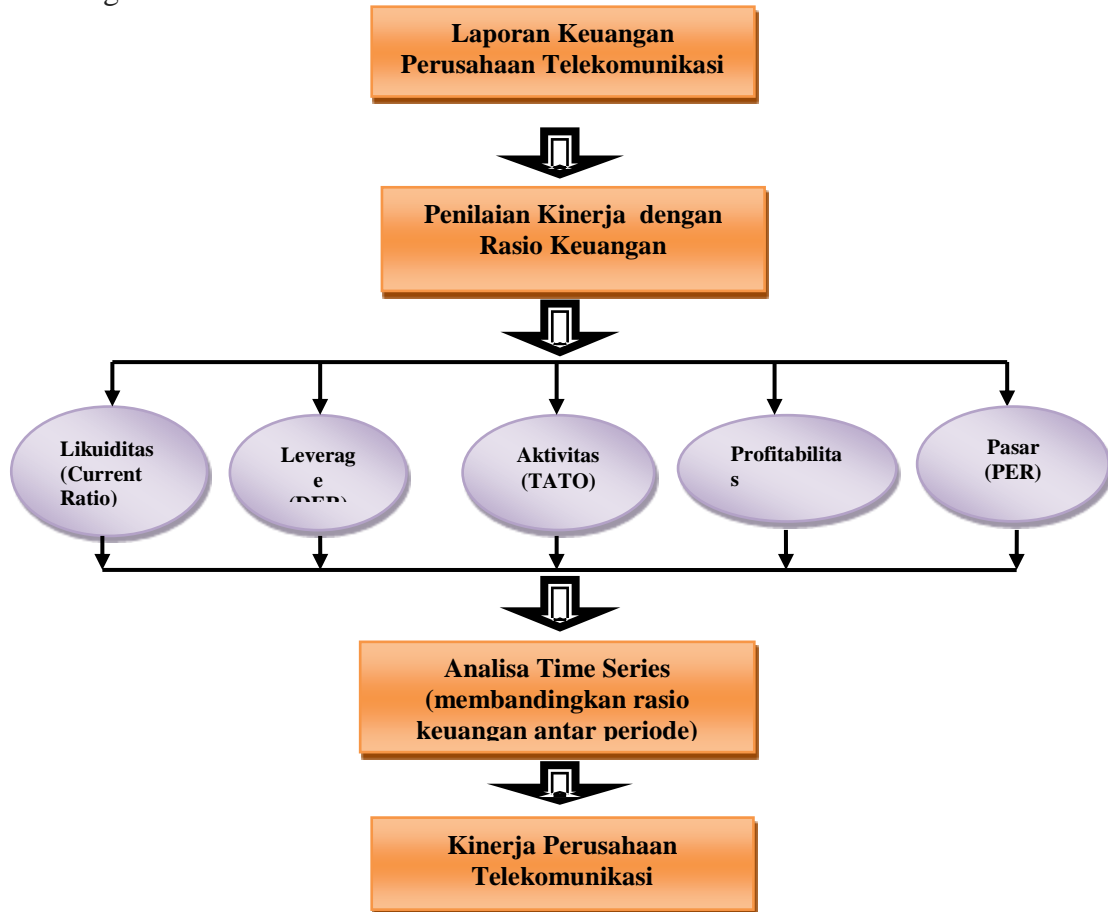 Laporan Keuangan
Perusahaan Telekomunikasi
Penilaian Kinerja dengan
Rasio Keuangan
Likuiditas
(Current
Ratio)
Leverag
e
(DER)
Aktivitas
(TATO)
Profitabilita
s
Pasar
(PER)
Analisa Time Series
(membandingkan rasio
keuangan antar periode)
Kinerja Perusahaan
Telekomunikasi